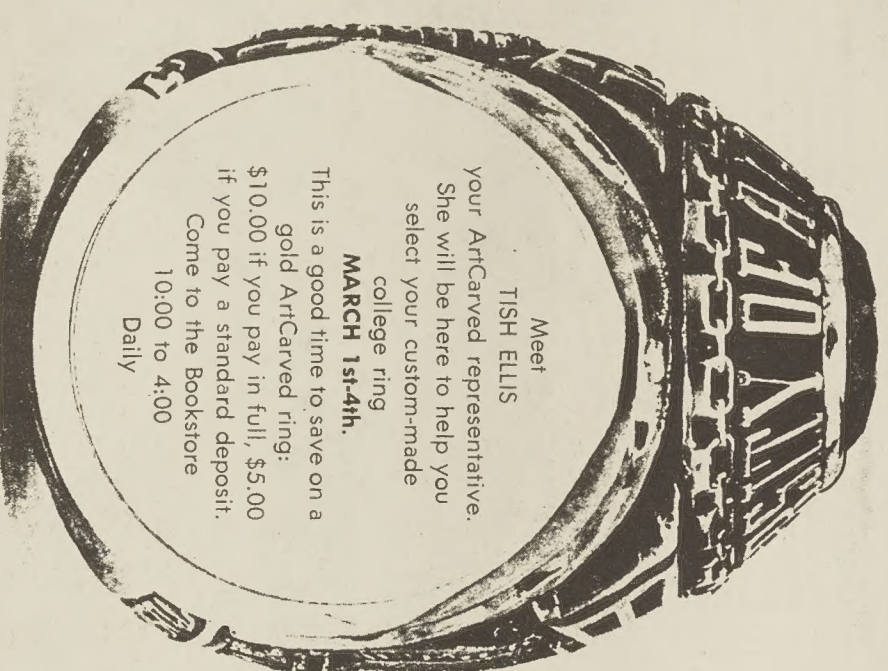 Meet
TISH ELLIS
your ArtCarved representative.
She will be here to help you
select your custom-made
college ring
MARCH 1st-4th.
This is a good time to save on a
gold ArtCarved ring:
$10.00 if you pay in full, $5.00
if you pay a standard deposit.
Come to the Bookstore
10:00 to 4:00
Daily